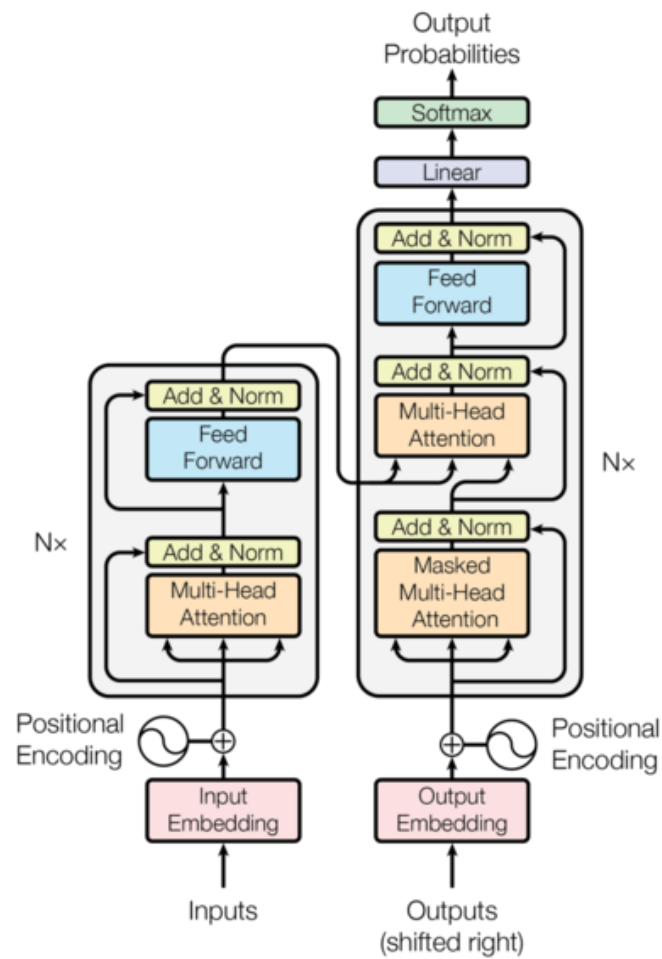 Output
Probabilities
Softmax
Linear
Add & Norm
Feed
Forward
Add & Norm
Multi-Head
Attention
Add & Norm
Masked
Multi-Head
Attention
Nx
Add & Norm
Feed
Forward
Add & Norm
Multi-Head
Attention
Nx
Positional
Encoding
Positional
Encoding
Input
Embedding
Output
Embedding
Inputs
Outputs
(shifted right)